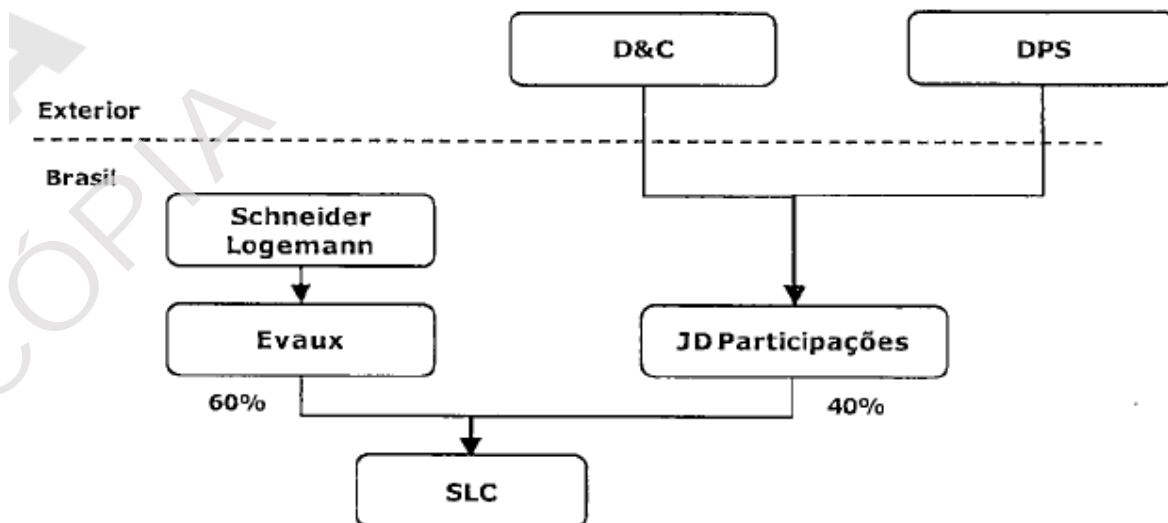 D&C
DPS
Exterior
Brasil
Schneider
Logemann
Evaux
JD Participações
60%
40%
SLC
CÓPIA